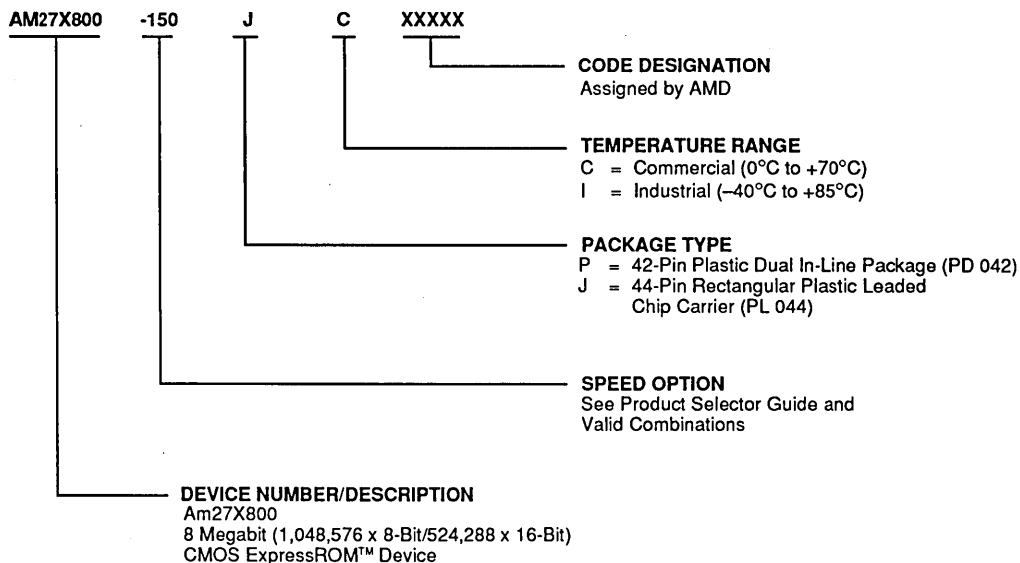 AM27X800 -150 J C XXXXX
CODE DESIGNATION
Assigned by AMD
TEMPERATURE RANGE
C = Commercial (0°C to +70°C)
I = Industrial (–40°C to +85°C)
PACKAGE TYPE
P = 42-Pin Plastic Dual In-Line Package (PD 042)
J = 44-Pin Rectangular Plastic Leaded
Chip Carrier (PL 044)
SPEED OPTION
See Product Selector Guide and
Valid Combinations
DEVICE NUMBER/DESCRIPTION
Am27X800
8 Megabit (1,048,576 x 8-Bit/524,288 x 16-Bit)
CMOS ExpressROM™ Device